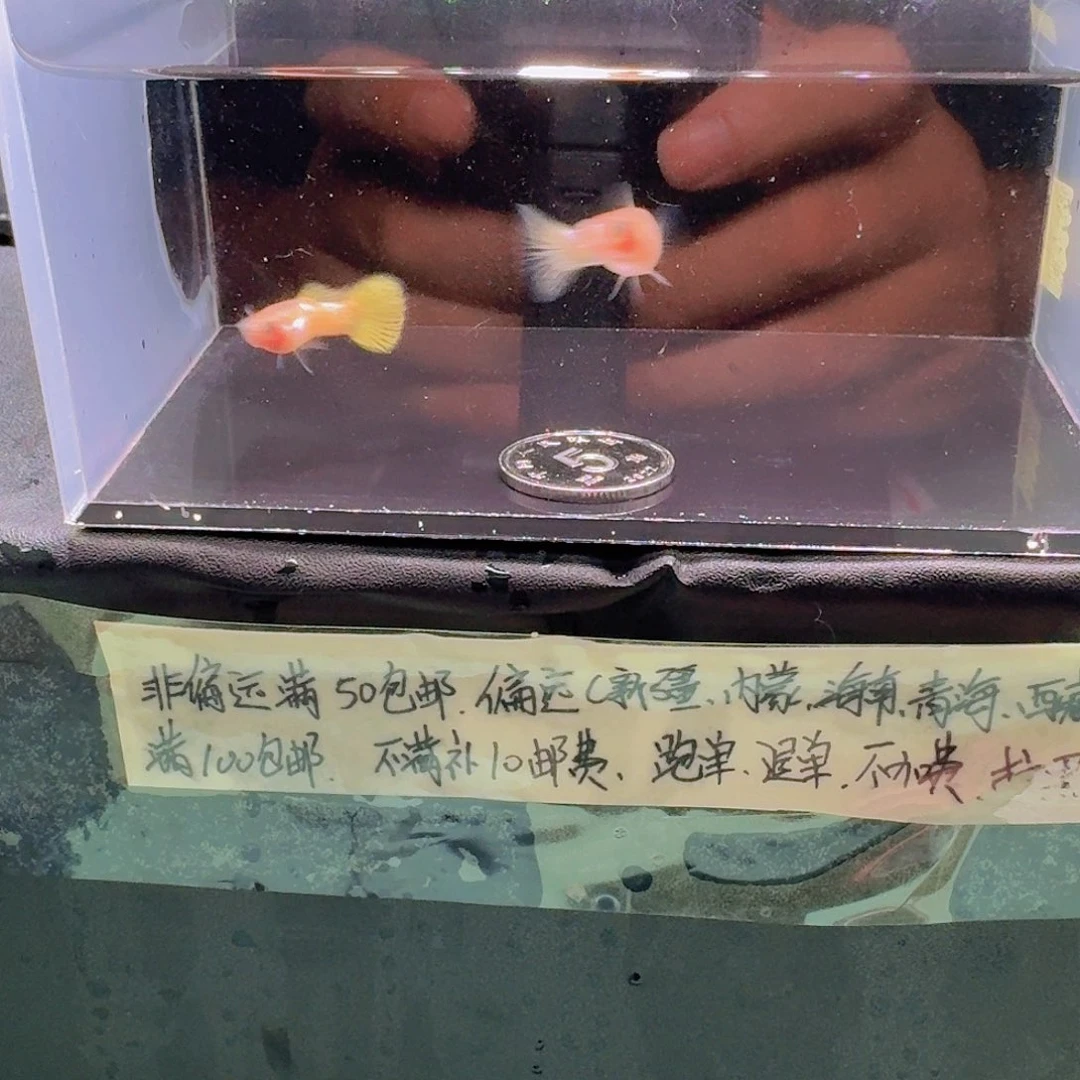 5
非偏远满50包邮.偏远(新疆、内蒙、海南、青海、西
满100包邮. 不满补10邮费、跑单、退单.不加费.